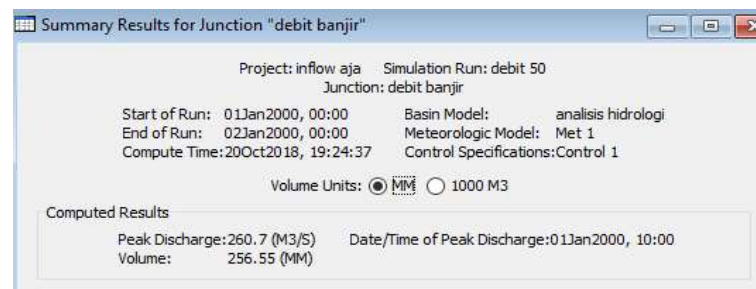 Summary Results for Junction "debit banjir"
Project: inflow aja Simulation Run: debit 50
Junction: debit banjir
Start of Run: 01Jan2000, 00:00 Basin Model: analisis hidrologi
End of Run: 02Jan2000, 00:00 Meteorologic Model: Met 1
Compute Time:20Oct2018, 19:24:37 Control Specifications:Control 1
Volume Units: MM 1000 M3
Computed Results
Peak Discharge:260.7 (M3/S) Date/Time of Peak Discharge:01Jan2000, 10:00
Volume: 256.55 (MM)